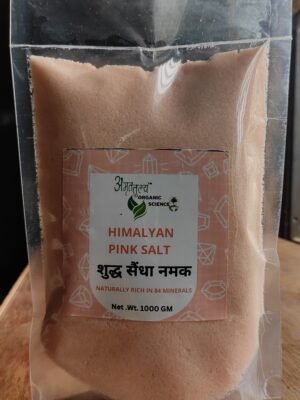 अमृततुल्य
ORGANIC
SCIENCE
HIMALYAN
PINK SALT
शुद्ध सैंधा नमक
NATURALLY RICH IN 84 MINERALS
Net .Wt. 1000 GM